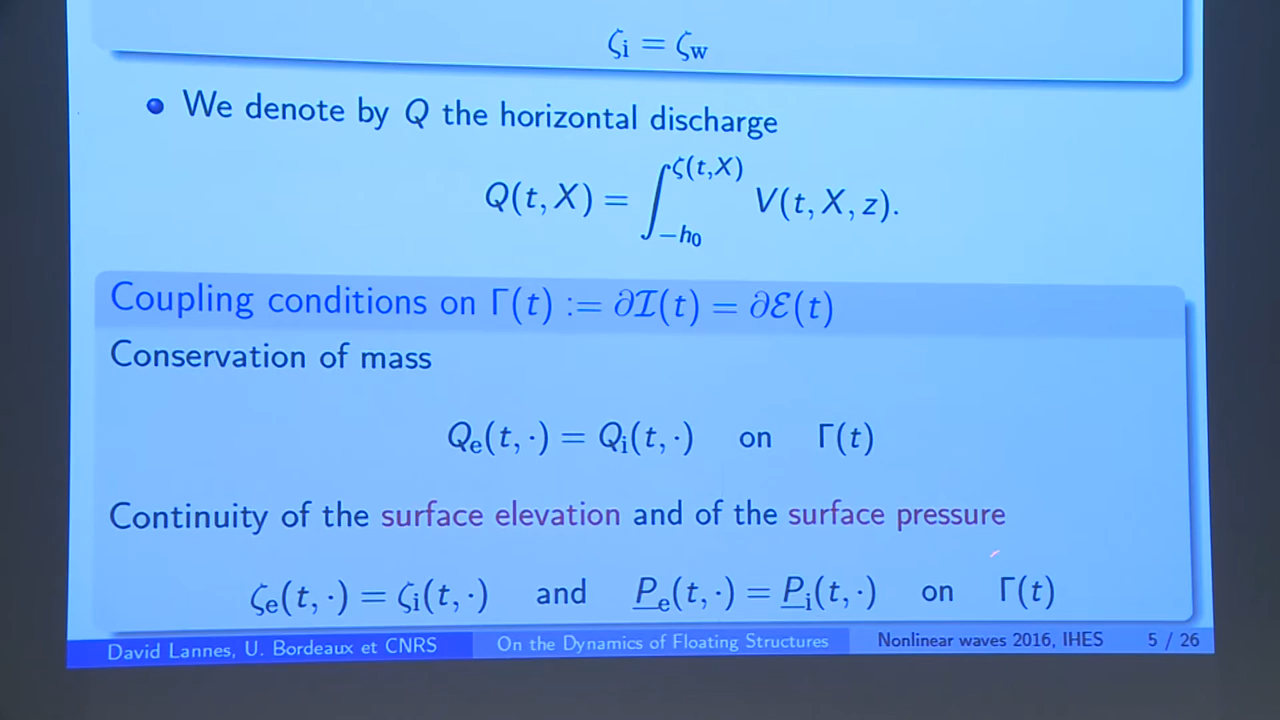 ζi = ζw
We denote by Q the horizontal discharge
Q(t, X) = ∫_{−h0}^{ζ(t,X)} V(t, X, z).
Coupling conditions on Γ(t) := ∂ℐ(t) = ∂ℰ(t)
Conservation of mass
Qe(t, ·) = Qi(t, ·) on Γ(t)
Continuity of the surface elevation and of the surface pressure
ζe(t, ·) = ζi(t, ·) and P̲e(t, ·) = P̲i(t, ·) on Γ(t)
David Lannes, U. Bordeaux et CNRS On the Dynamics of Floating Structures Nonlinear waves 2016, IHES 5 / 26